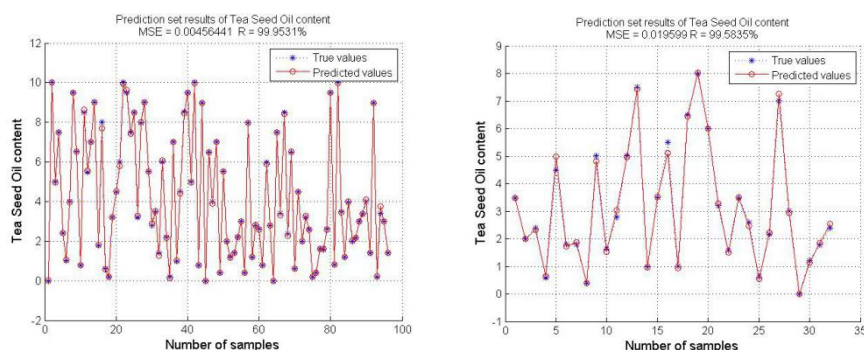 Prediction set results of Tea Seed Oil content
MSE = 0.00456441 R = 99.9531%
True values
Predicted values
Tea Seed Oil content
12
10
8
6
4
2
0
-2
0
20
40
60
80
100
Number of samples
Prediction set results of Tea Seed Oil content
MSE = 0.019599 R = 99.5835%
True values
Predicted values
Tea Seed Oil content
9
8
7
6
5
4
3
2
1
0
-1
0
5
10
15
20
25
30
35
Number of samples